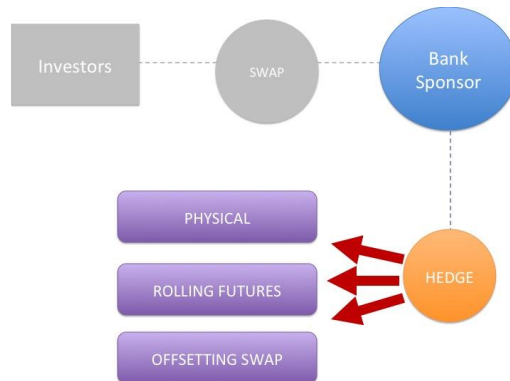 Investors
SWAP
Bank
Sponsor
PHYSICAL
ROLLING FUTURES
HEDGE
OFFSETTING SWAP